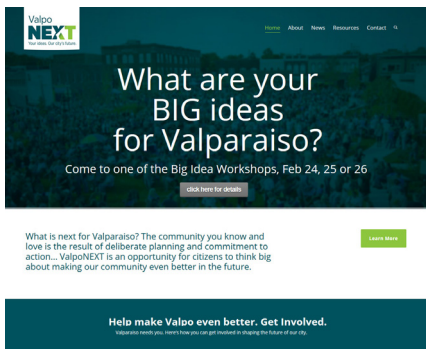 Valpo
NEXT
Your ideas. Our city's future.
Home About News Resources Contact
What are your
BIG ideas
for Valparaiso?
Come to one of the Big Idea Workshops, Feb 24, 25 or 26
click here for details
What is next for Valparaiso? The community you know and
love is the result of deliberate planning and commitment to
action... ValpoNEXT is an opportunity for citizens to think big
about making our community even better in the future.
Learn More
Help make Valpo even better. Get Involved.
Valparaiso needs you. Here's how you can get involved in shaping the future of our city.